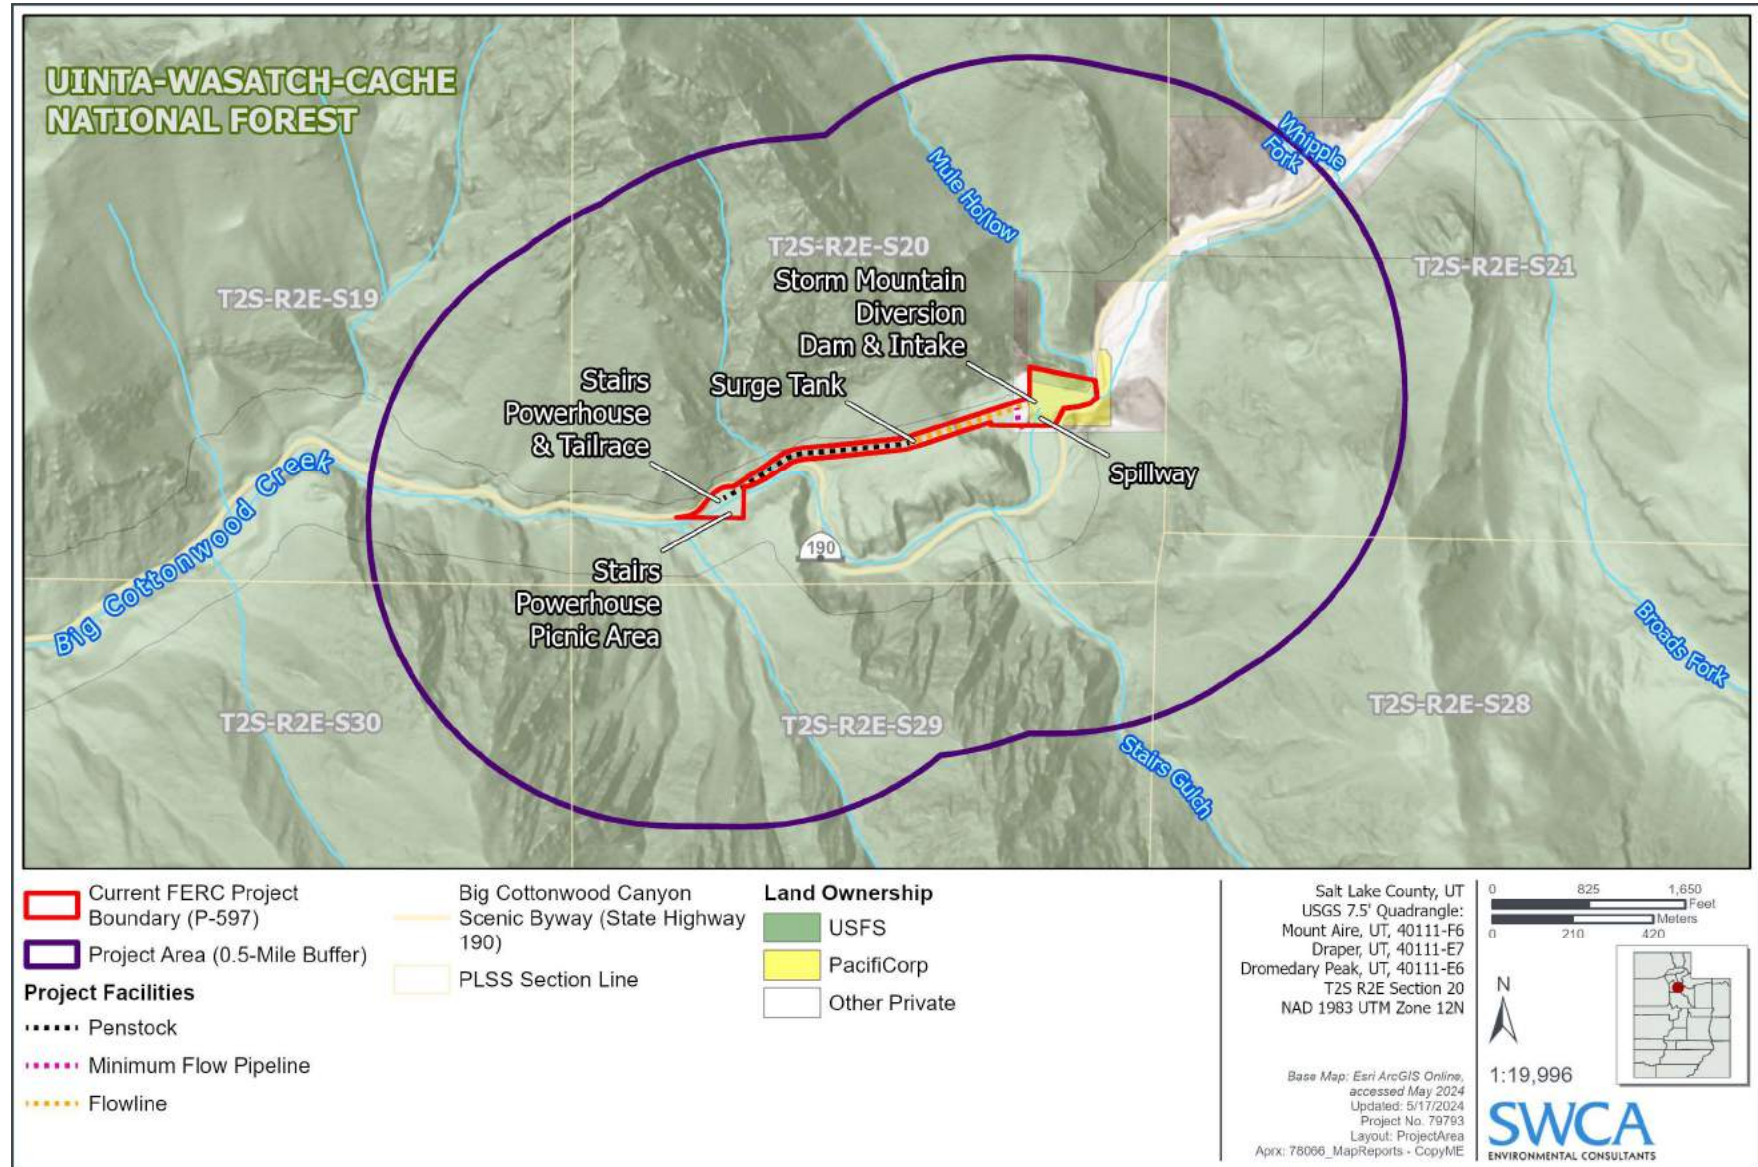 UINTA-WASATCH-CACHE
NATIONAL FOREST
Whipple
Fork
Mule Hollow
T2S-R2E-S20
T2S-R2E-S21
T2S-R2E-S19
Storm Mountain
Diversion
Dam & Intake
Surge Tank
Stairs
Powerhouse
& Tailrace
Spillway
Big Cottonwood Creek
190
Stairs
Powerhouse
Picnic Area
Broads Fork
T2S-R2E-S30
T2S-R2E-S29
T2S-R2E-S28
Stairs Gulch
Current FERC Project
Boundary (P-597)
Project Area (0.5-Mile Buffer)
Project Facilities
Penstock
Minimum Flow Pipeline
Flowline
Big Cottonwood Canyon
Scenic Byway (State Highway
190)
PLSS Section Line
Land Ownership
USFS
PacifiCorp
Other Private
Salt Lake County, UT
USGS 7.5' Quadrangle:
Mount Aire, UT, 40111-F6
Draper, UT, 40111-E7
Dromedary Peak, UT, 40111-E6
T2S R2E Section 20
NAD 1983 UTM Zone 12N
Base Map: Esri ArcGIS Online,
accessed May 2024
Updated: 5/17/2024
Project No. 79793
Layout: ProjectArea
Aprx: 78066_MapReports - CopyME
0 825 1,650
Feet
Meters
0 210 420
N
1:19,996
SWCA
ENVIRONMENTAL CONSULTANTS